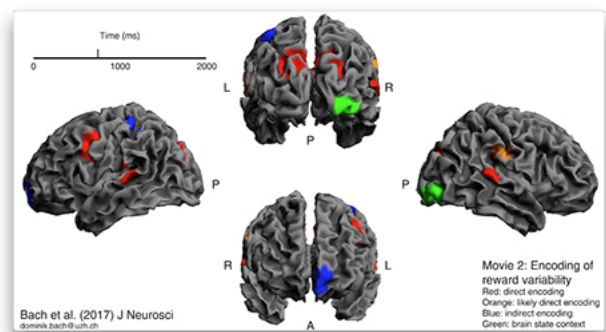 Time (ms)
0 1000 2000
L R
P
P P
R L
A
Movie 2: Encoding of
reward variability
Red: direct encoding
Orange: likely direct encoding
Blue: indirect encoding
Green: brain state context
Bach et al. (2017) J Neurosci
dominik.bach@uzh.ch